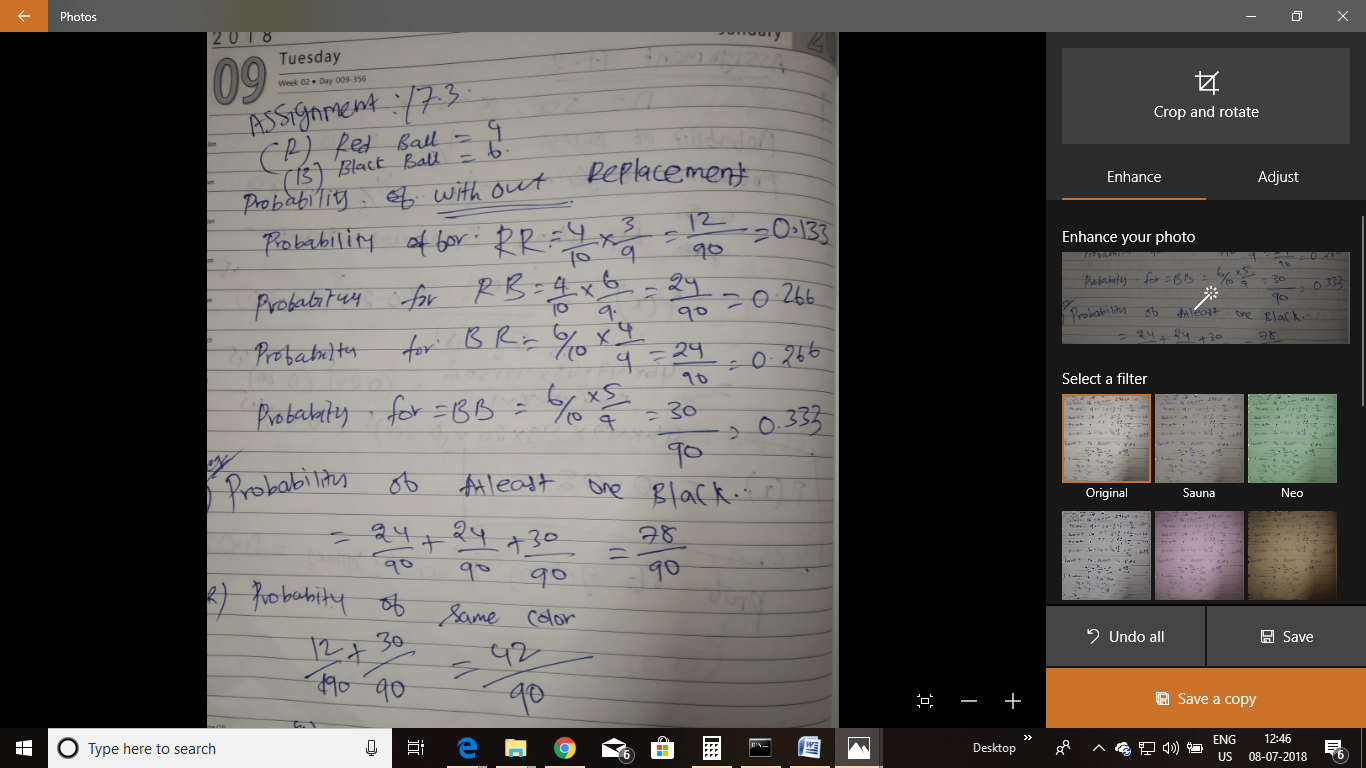 Photos
2018
January
09
Tuesday
Week 02 • Day 009-356
Assignment :17.3.
(R) Red Ball = 4
(B) Black Ball = 6.
Probability. of with out Replacement
Probability of for: RR = 4/10 × 3/9 = 12/90 = 0.133
Probability for RB = 4/10 × 6/9. = 24/90 = 0.266
Probability for BR = 6/10 × 4/9 = 24/90 = 0.266
Probability for = BB = 6/10 × 5/9 = 30/90 = 0.333
Probability of Atleast one Black.
= 24/90 + 24/90 + 30/90 = 78/90
Probability of Same color
12/90 + 30/90 = 42/90
Crop and rotate
Enhance
Adjust
Enhance your photo
Select a filter
Original
Sauna
Neo
Undo all
Save
Save a copy
Type here to search
6
Desktop
ENG
US
12:46
08-07-2018
6